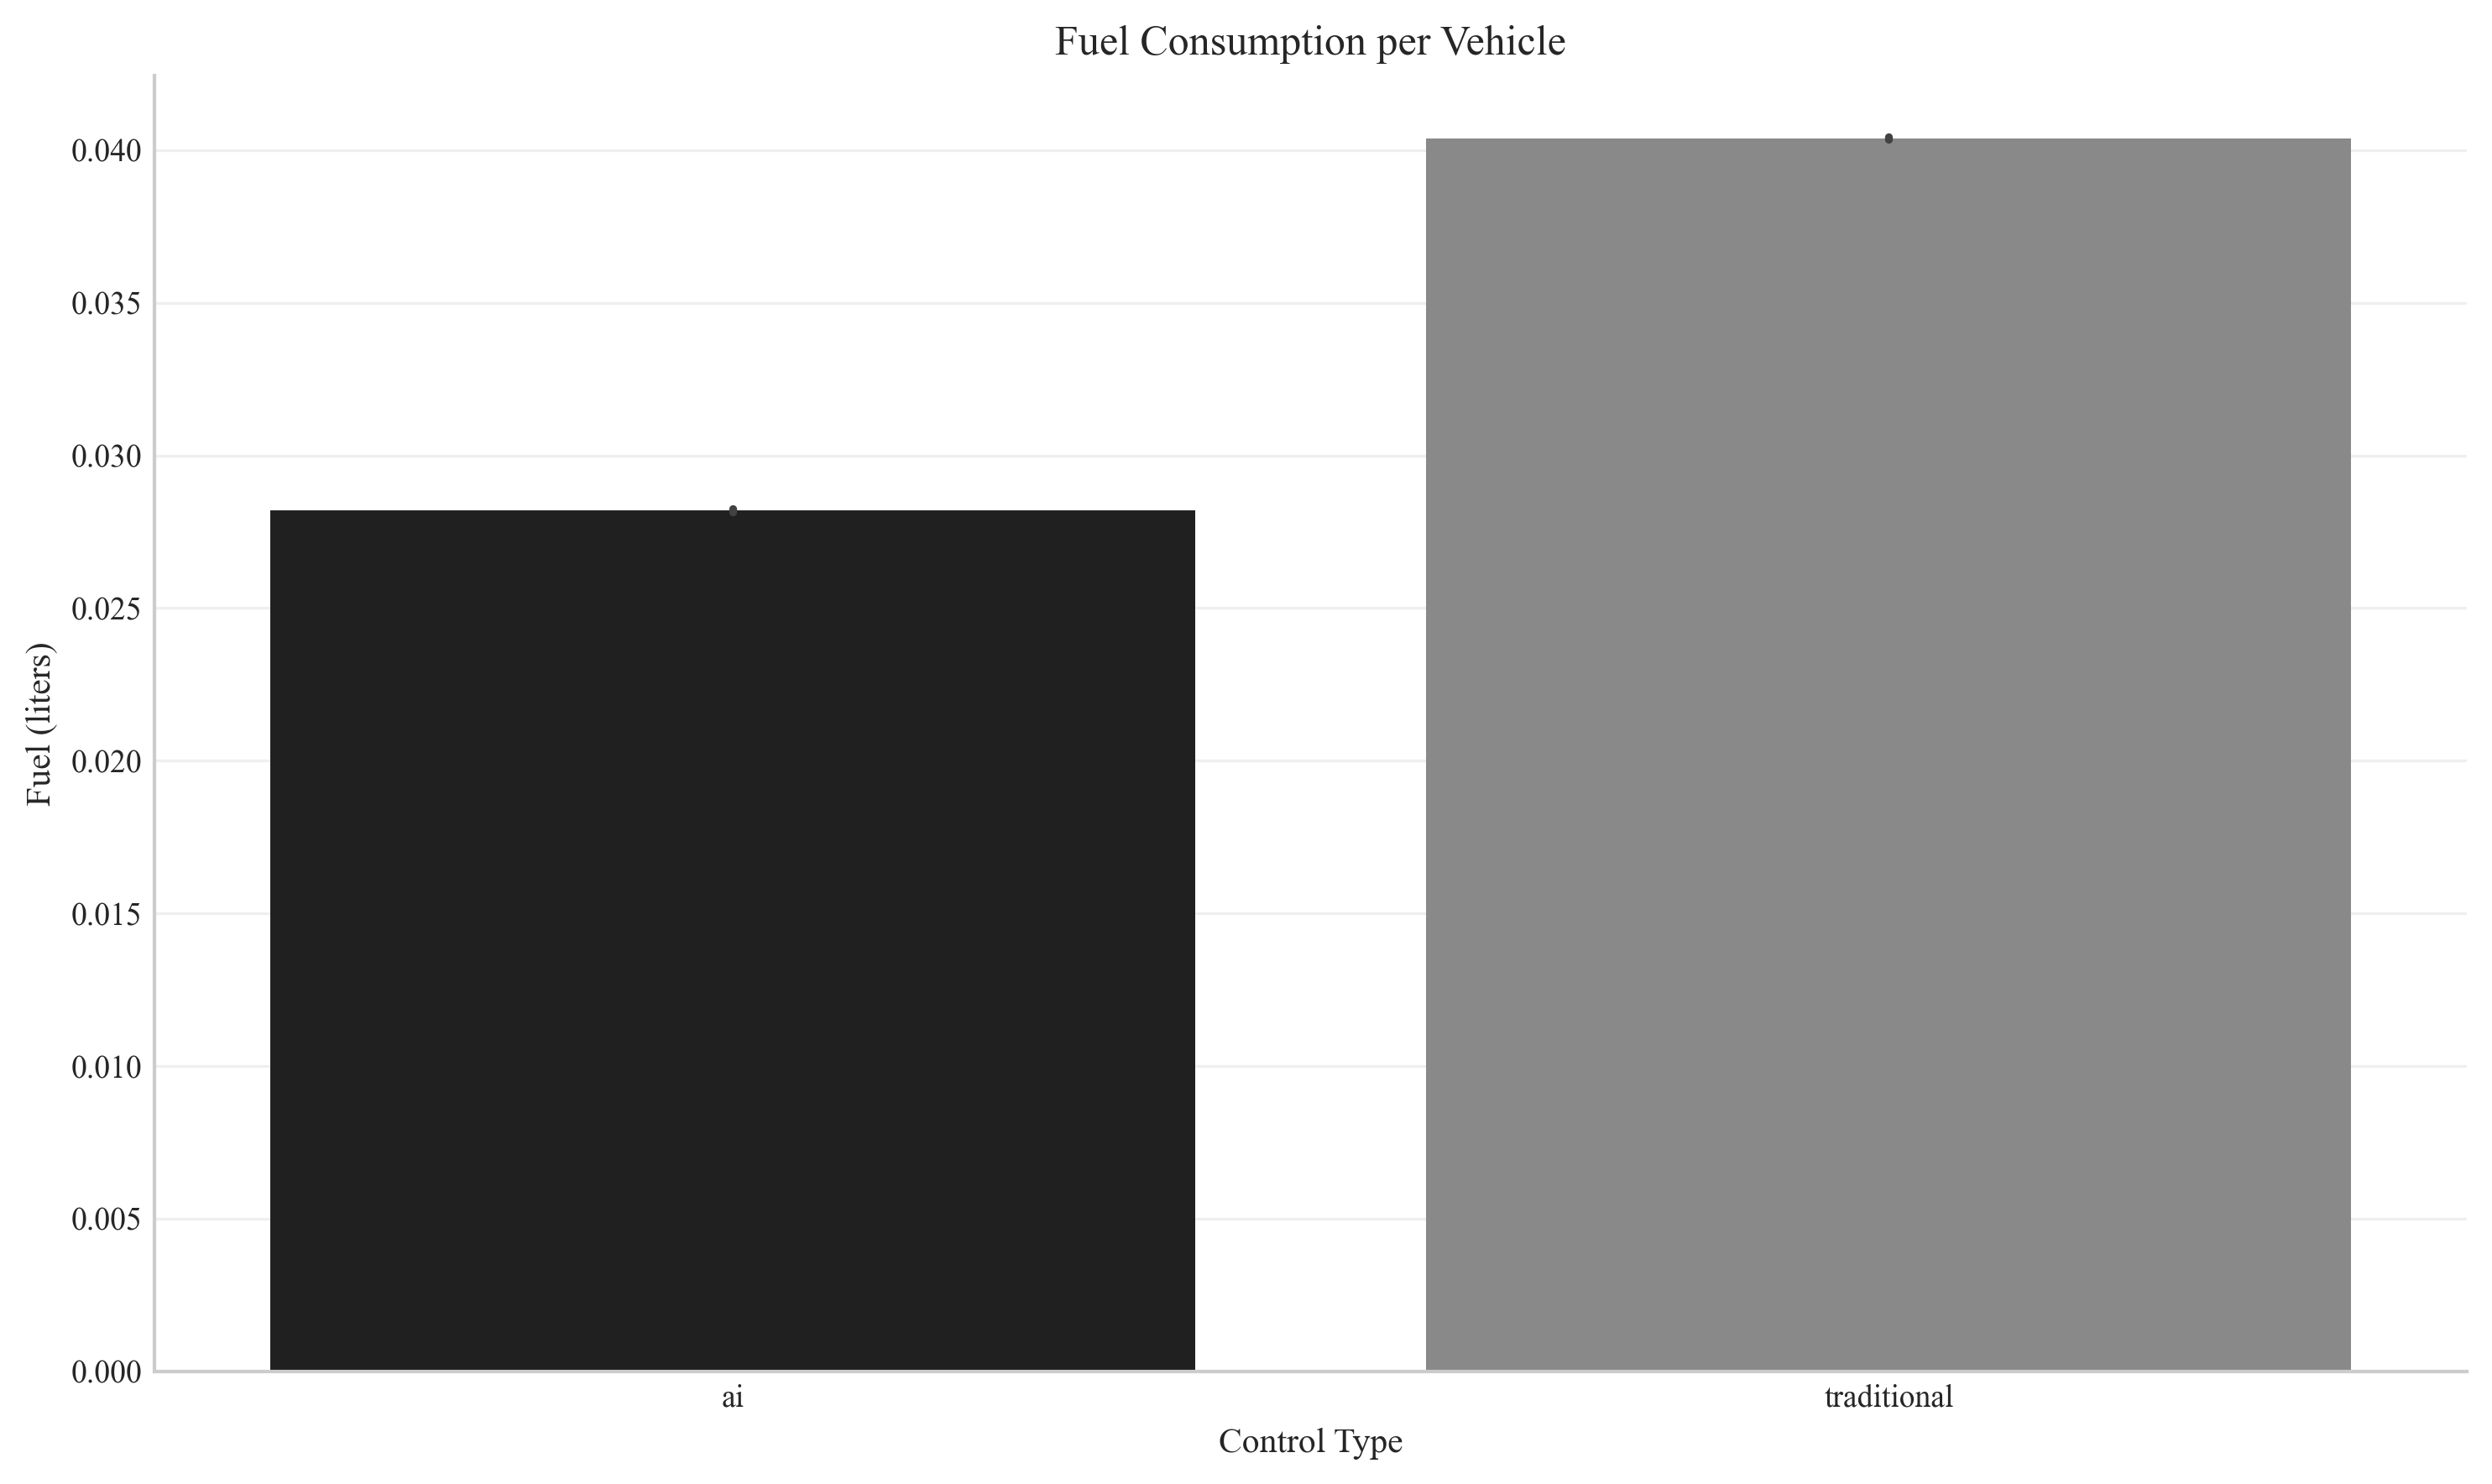 Fuel Consumption per Vehicle
Fuel (liters)
0.040
0.035
0.030
0.025
0.020
0.015
0.010
0.005
0.000
ai
traditional
Control Type